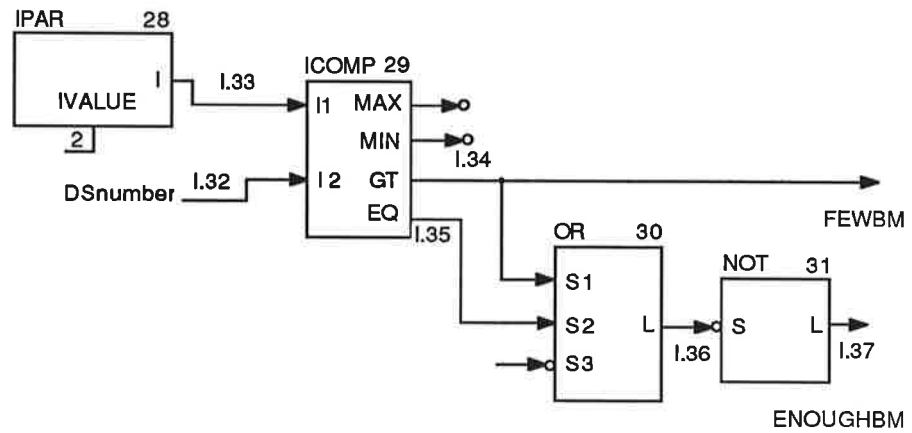 IPAR 28
I
I.33
IVALUE
2
ICOMP 29
I1 MAX
MIN
I.34
I.32
DSnumber
I 2 GT
FEWBM
EQ
I.35
OR 30
S1
S2 L
S3
I.36
NOT 31
S L
I.37
ENOUGHBM